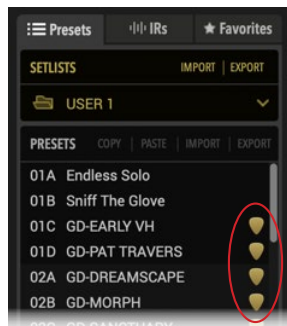 Presets IRs Favorites
SETLISTS IMPORT | EXPORT
USER 1
PRESETS COPY | PASTE | IMPORT | EXPORT
01A Endless Solo
01B Sniff The Glove
01C GD-EARLY VH
01D GD-PAT TRAVERS
02A GD-DREAMSCAPE
02B GD-MORPH